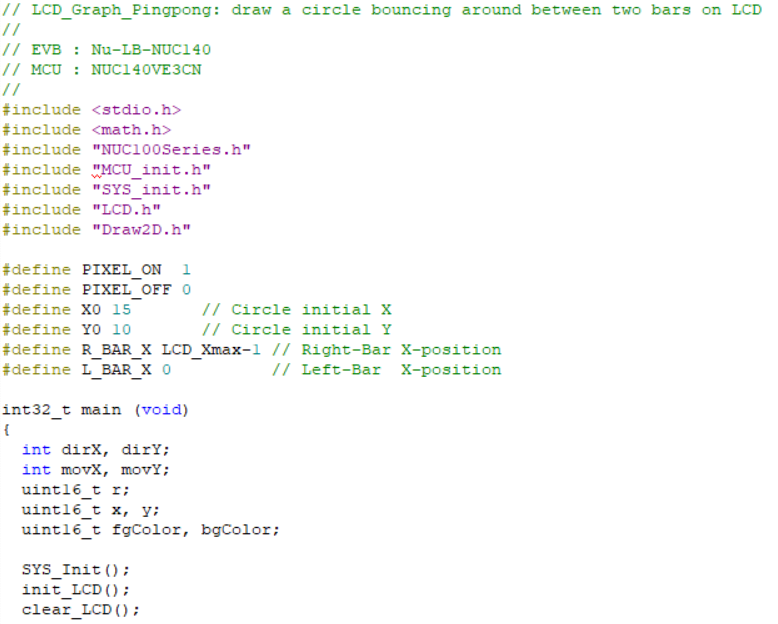 // LCD_Graph_Pingpong: draw a circle bouncing around between two bars on LCD
//
// EVB : Nu-LB-NUC140
// MCU : NUC140VE3CN
//
#include <stdio.h>
#include <math.h>
#include "NUC100Series.h"
#include "MCU_init.h"
#include "SYS_init.h"
#include "LCD.h"
#include "Draw2D.h"

#define PIXEL_ON  1
#define PIXEL_OFF 0
#define X0 15       // Circle initial X
#define Y0 10       // Circle initial Y
#define R_BAR_X LCD_Xmax-1 // Right-Bar X-position
#define L_BAR_X 0          // Left-Bar  X-position

int32_t main (void)
{
  int dirX, dirY;
  int movX, movY;
  uint16_t r;
  uint16_t x, y;
  uint16_t fgColor, bgColor;

  SYS_Init();
  init_LCD();
  clear_LCD();